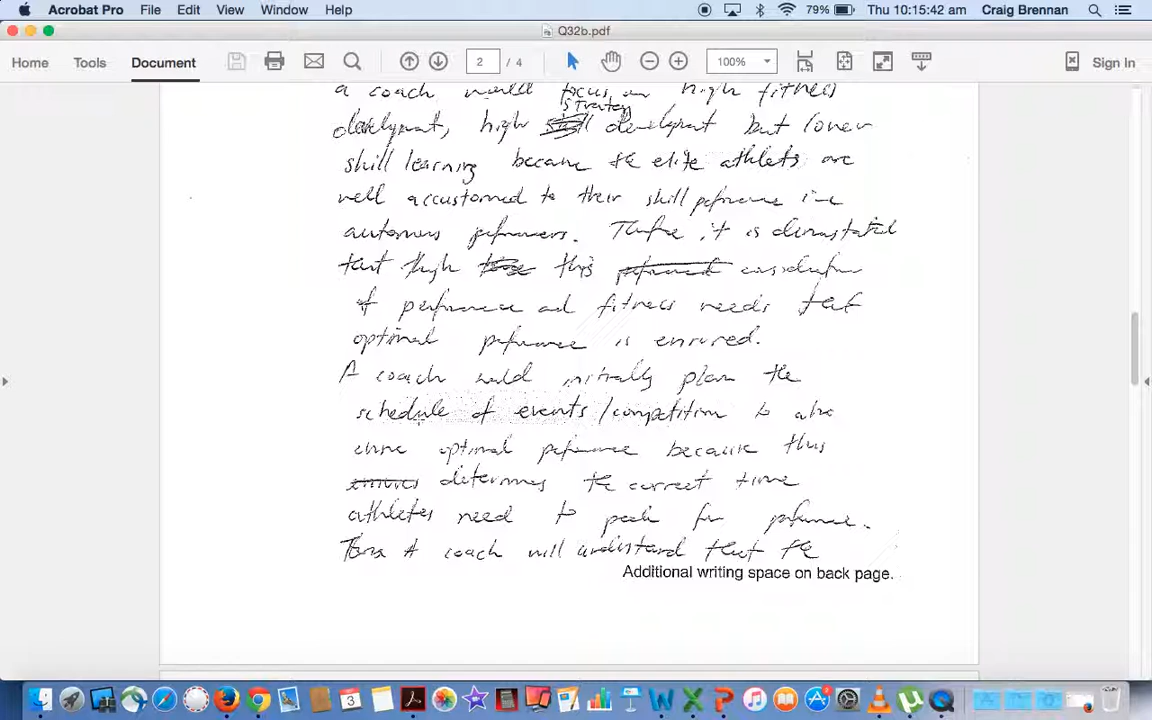 Acrobat Pro File Edit View Window Help 79% Thu 10:15:42 am Craig Brennan
Q32b.pdf
Home Tools Document 2 / 4 100% Sign In
a coach would focus on high fitness
strategy
develpment, high development but lower
skill learning because the elite athletes are
well accustomed to their skill performance i.e
autonomous performers. Therefore, it is demonstrated
that through this consideration
of performance and fitness needs that
optimal performance is ensured.
A coach would initially plan the
schedule of events/competition to also
ensure optimal performance because this
determines the correct time
athletes need to peak for performance.
A coach will understand that the
Additional writing space on back page.